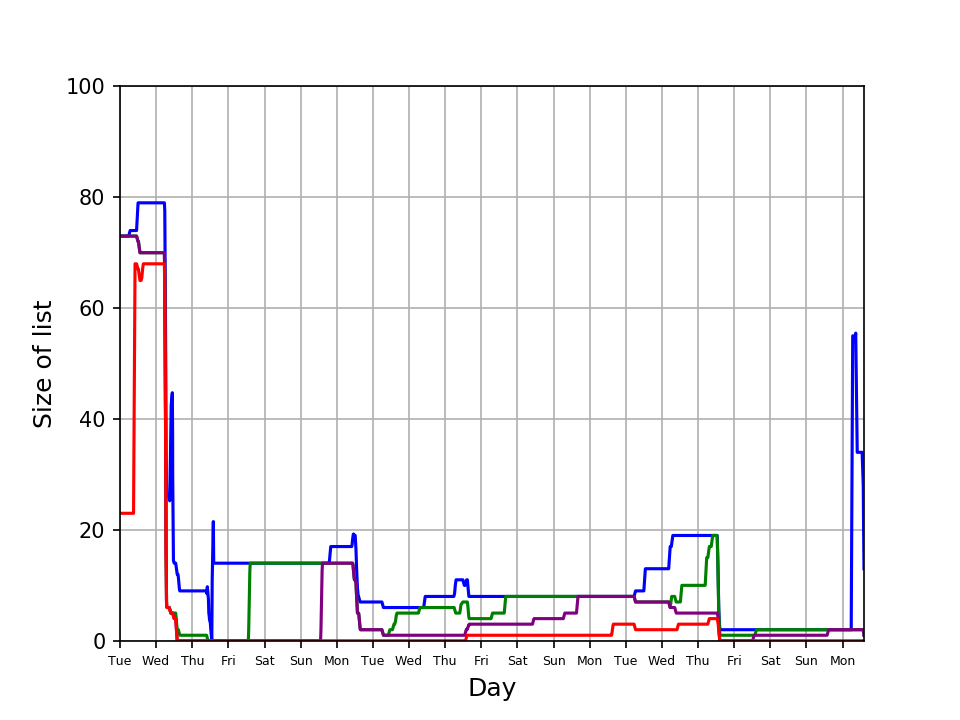 100
80
60
40
20
0
Size of list
Tue Wed Thu Fri Sat Sun Mon Tue Wed Thu Fri Sat Sun Mon Tue Wed Thu Fri Sat Sun Mon
Day